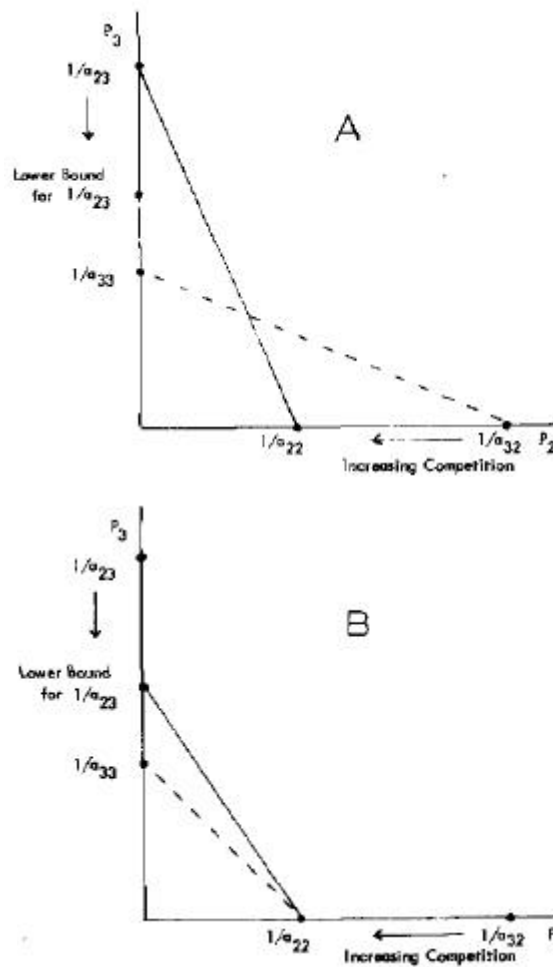 P₃
1/a₂₃
A
Lower Bound
for 1/a₂₃
1/a₃₃
1/a₂₂
1/a₃₂
P₂
Increasing Competition
P₃
1/a₂₃
B
Lower Bound
for 1/a₂₃
1/a₃₃
1/a₂₂
1/a₃₂
P
Increasing Competition